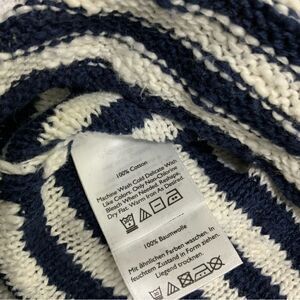 100% Cotton
Machine Wash Cold Delicate With
Like Colors. Only Non-Chlorine
Bleach When Needed. Reshape,
Dry Flat. Warm Iron As Desired.
100% Baumwolle
Mit ähnlichen Farben waschen. In
feuchtem Zustand in Form ziehen.
Liegend trocknen.